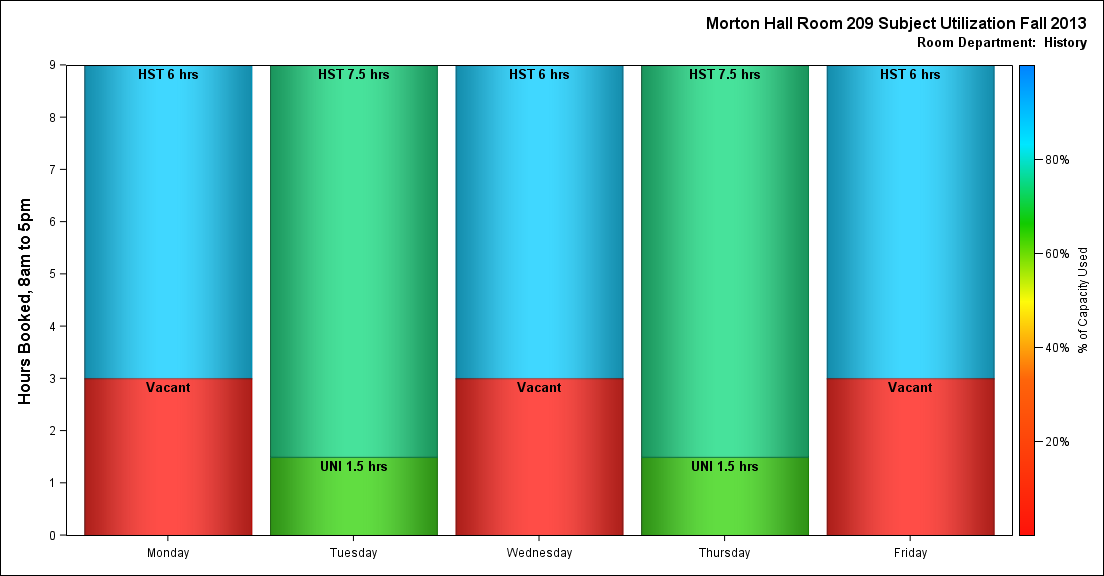 Morton Hall Room 209 Subject Utilization Fall 2013
Room Department:  History
Hours Booked, 8am to 5pm
9
8
7
6
5
4
3
2
1
0
HST 6 hrs
Vacant
HST 7.5 hrs
UNI 1.5 hrs
HST 6 hrs
Vacant
HST 7.5 hrs
UNI 1.5 hrs
HST 6 hrs
Vacant
Monday
Tuesday
Wednesday
Thursday
Friday
80%
60%
40%
20%
% of Capacity Used